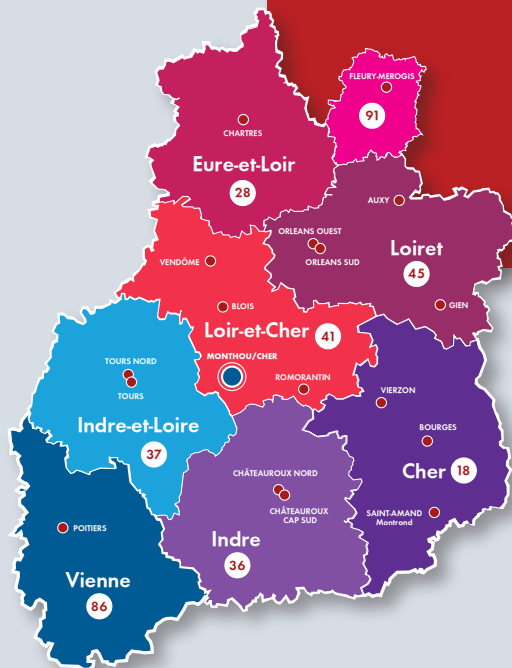 FLEURY-MEROGIS
91
CHARTRES
Eure-et-Loir
28
AUXY
ORLEANS OUEST
ORLEANS SUD
Loiret
45
GIEN
VENDÔME
BLOIS
Loir-et-Cher
41
MONTHOU/CHER
ROMORANTIN
TOURS NORD
TOURS
Indre-et-Loire
37
VIERZON
BOURGES
Cher
18
SAINT-AMAND
Montrond
CHÂTEAUROUX NORD
CHÂTEAUROUX
CAP SUD
Indre
36
POITIERS
Vienne
86